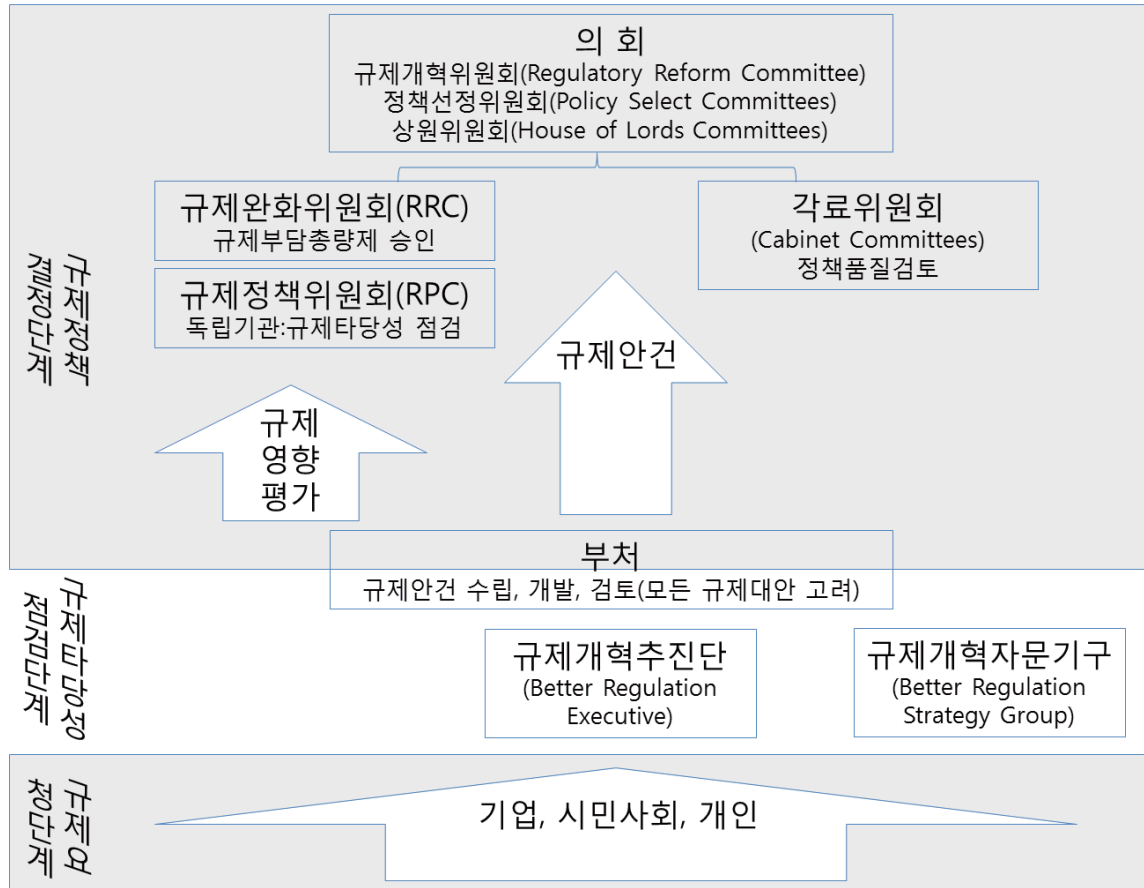 의 회
규제개혁위원회(Regulatory Reform Committee)
정책선정위원회(Policy Select Committees)
상원위원회(House of Lords Committees)
규제완화위원회(RRC)
규제부담총량제 승인
각료위원회
(Cabinet Committees)
정책품질검토
규제정책위원회(RPC)
독립기관:규제타당성 점검
규제정책
결정단계
규제안건
규제
영향
평가
부처
규제안건 수립, 개발, 검토(모든 규제대안 고려)
규제타당성
점검단계
규제개혁추진단
(Better Regulation
Executive)
규제개혁자문기구
(Better Regulation
Strategy Group)
규제요
청단계
기업, 시민사회, 개인